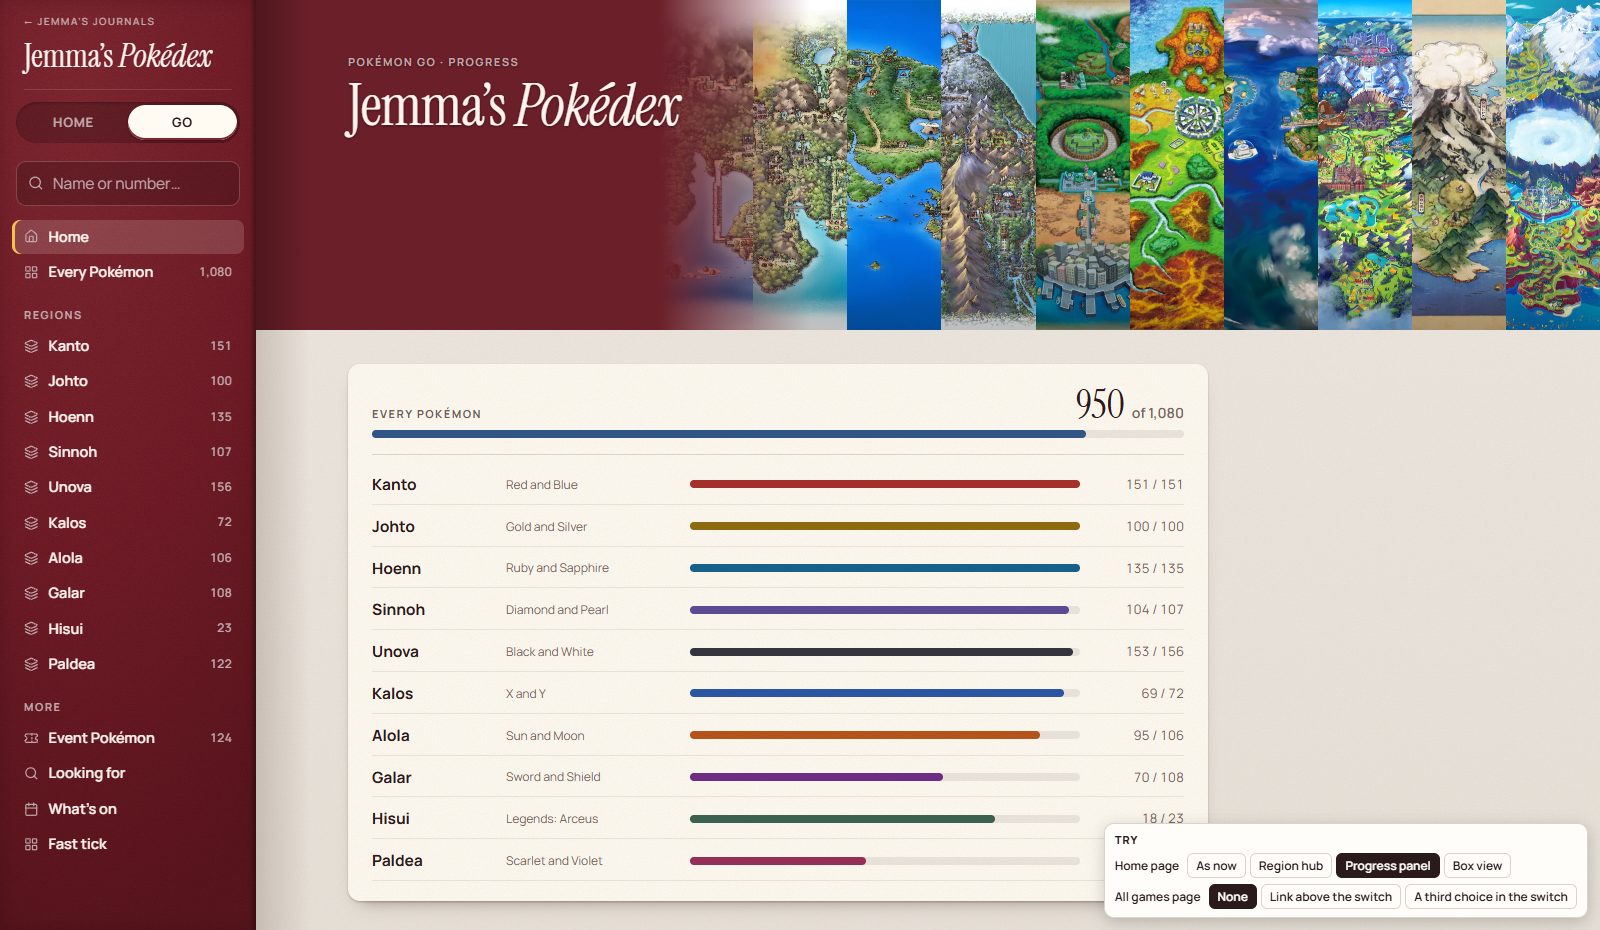 ← JEMMA'S JOURNALS
Jemma's Pokédex
HOME GO
Name or number...
Home
Every Pokémon 1,080
REGIONS
Kanto 151
Johto 100
Hoenn 135
Sinnoh 107
Unova 156
Kalos 72
Alola 106
Galar 108
Hisui 23
Paldea 122
MORE
Event Pokémon 124
Looking for
What's on
Fast tick
POKÉMON GO · PROGRESS
Jemma's Pokédex
EVERY POKÉMON 950 of 1,080
Kanto Red and Blue 151 / 151
Johto Gold and Silver 100 / 100
Hoenn Ruby and Sapphire 135 / 135
Sinnoh Diamond and Pearl 104 / 107
Unova Black and White 153 / 156
Kalos X and Y 69 / 72
Alola Sun and Moon 95 / 106
Galar Sword and Shield 70 / 108
Hisui Legends: Arceus 18 / 23
Paldea Scarlet and Violet
TRY
Home page As now Region hub Progress panel Box view
All games page None Link above the switch A third choice in the switch